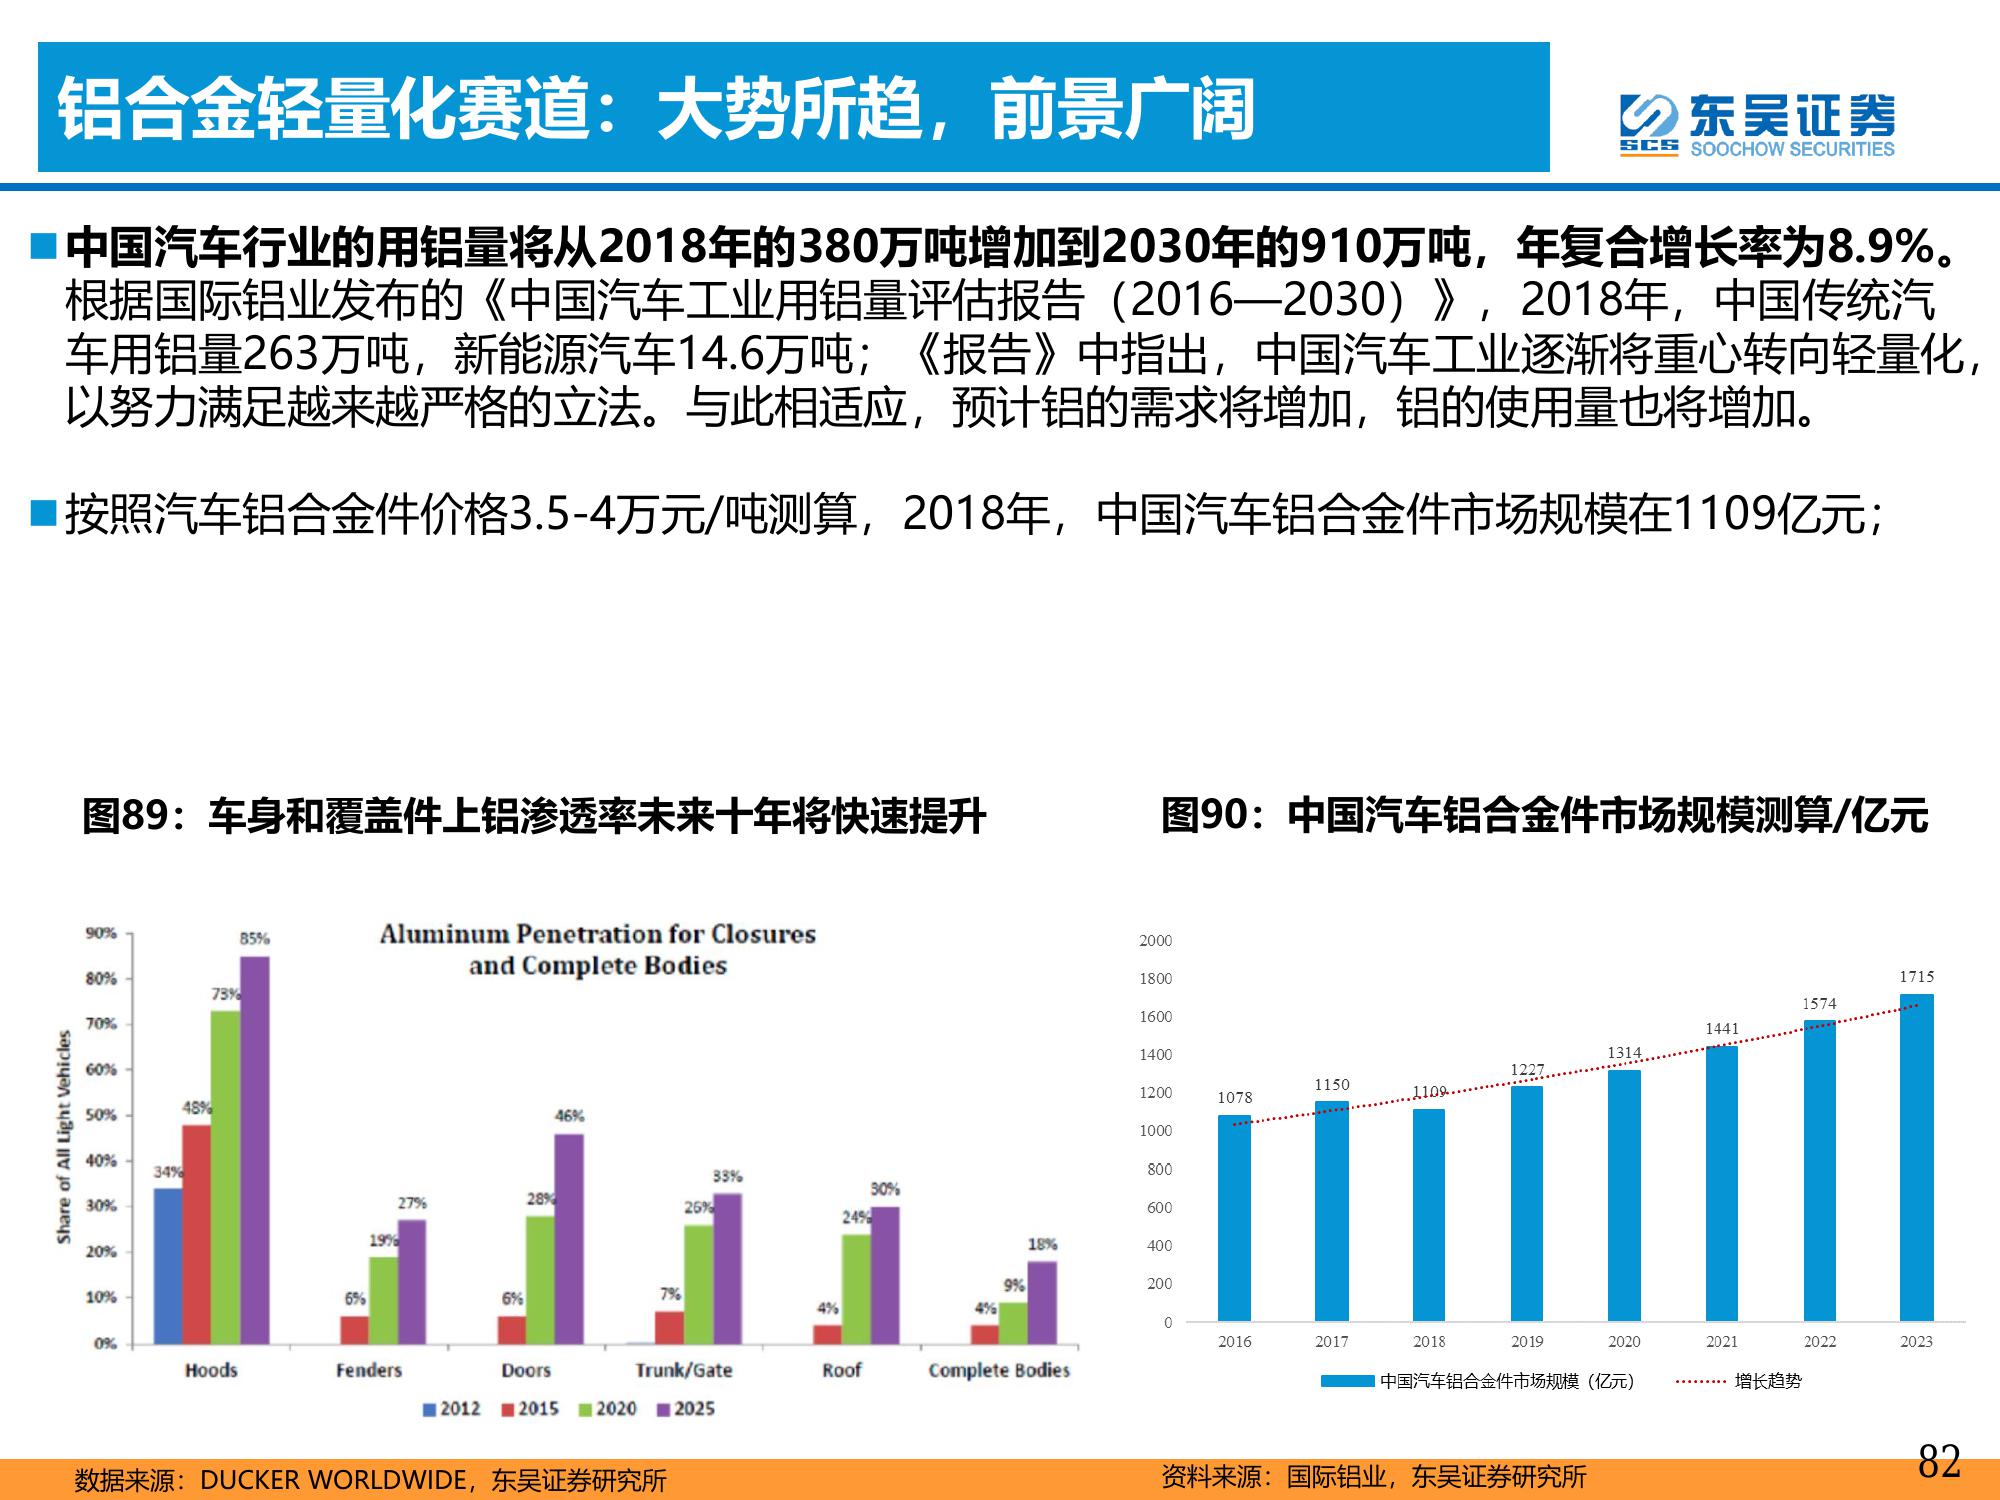 铝合金轻量化赛道：大势所趋，前景广阔
东吴证券
SCS
SOOCHOW SECURITIES
中国汽车行业的用铝量将从2018年的380万吨增加到2030年的910万吨，年复合增长率为8.9%。
根据国际铝业发布的《中国汽车工业用铝量评估报告（2016—2030）》，2018年，中国传统汽
车用铝量263万吨，新能源汽车14.6万吨；《报告》中指出，中国汽车工业逐渐将重心转向轻量化，
以努力满足越来越严格的立法。与此相适应，预计铝的需求将增加，铝的使用量也将增加。
按照汽车铝合金件价格3.5-4万元/吨测算，2018年，中国汽车铝合金件市场规模在1109亿元；
图89：车身和覆盖件上铝渗透率未来十年将快速提升
Aluminum Penetration for Closures
and Complete Bodies
Share of All Light Vehicles
90%
80%
70%
60%
50%
40%
30%
20%
10%
0%
34% 48% 73% 85%
6% 19% 27%
6% 28% 46%
7% 26% 33%
4% 24% 30%
4% 9% 18%
Hoods Fenders Doors Trunk/Gate Roof Complete Bodies
2012 2015 2020 2025
图90：中国汽车铝合金件市场规模测算/亿元
2000
1800
1600
1400
1200
1000
800
600
400
200
0
1078 1150 1109 1227 1314 1441 1574 1715
2016 2017 2018 2019 2020 2021 2022 2023
中国汽车铝合金件市场规模（亿元） 增长趋势
数据来源：DUCKER WORLDWIDE，东吴证券研究所
资料来源：国际铝业，东吴证券研究所
82